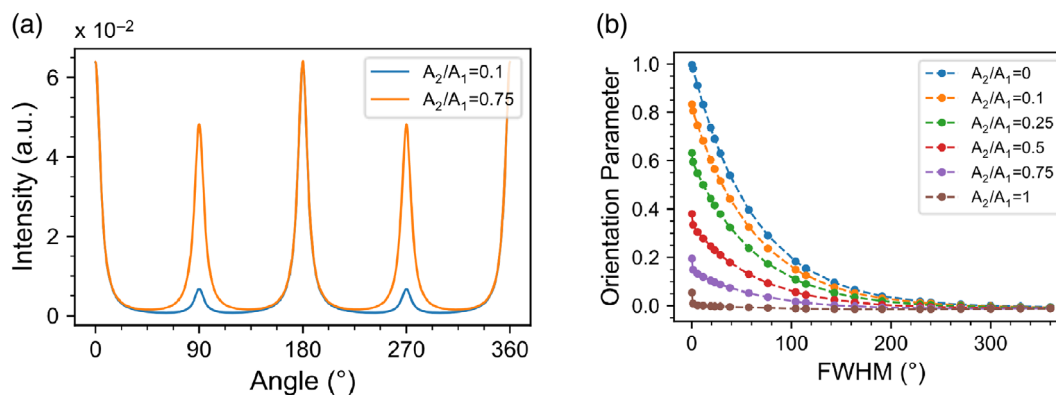 (a)
x 10⁻²
Intensity (a.u.)
6
4
2
0
A₂/A₁=0.1
A₂/A₁=0.75
0 90 180 270 360
Angle (°)
(b)
Orientation Parameter
1.0
0.8
0.6
0.4
0.2
0.0
A₂/A₁=0
A₂/A₁=0.1
A₂/A₁=0.25
A₂/A₁=0.5
A₂/A₁=0.75
A₂/A₁=1
0 100 200 300
FWHM (°)